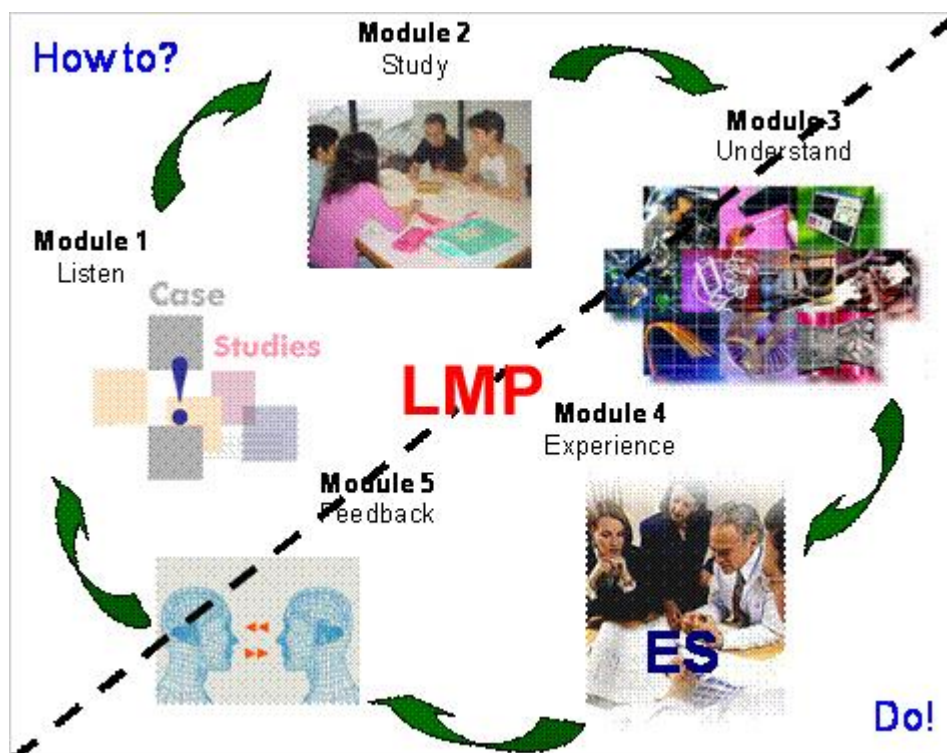 How to?
Module 2
Study
Module 3
Understand
Module 1
Listen
Case
Studies
LMP
Module 4
Experience
Module 5
Feedback
ES
Do!